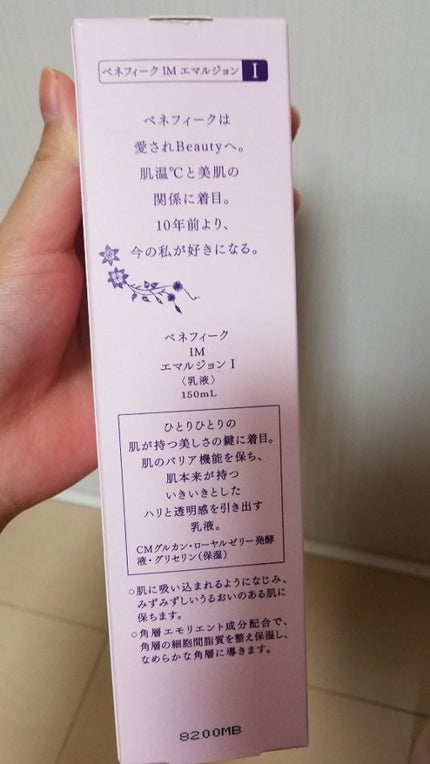 ベネフィーク IM エマルジョン I
ベネフィークは
愛されBeautyへ。
肌温℃と美肌の
関係に着目。
10年前より、
今の私が好きになる。
ベネフィーク
IM
エマルジョン I
〈乳液〉
150mL
ひとりひとりの
肌が持つ美しさの鍵に着目。
肌のバリア機能を保ち、
肌本来が持つ
いきいきとした
ハリと透明感を引き出す
乳液。
CMグルカン・ローヤルゼリー発酵
液・グリセリン(保湿)
○肌に吸い込まれるようになじみ、
みずみずしいうるおいのある肌に
保ちます。
○角層エモリエント成分配合で、
角層の細胞間脂質を整え保湿し、
なめらかな角層に導きます。
8200MB